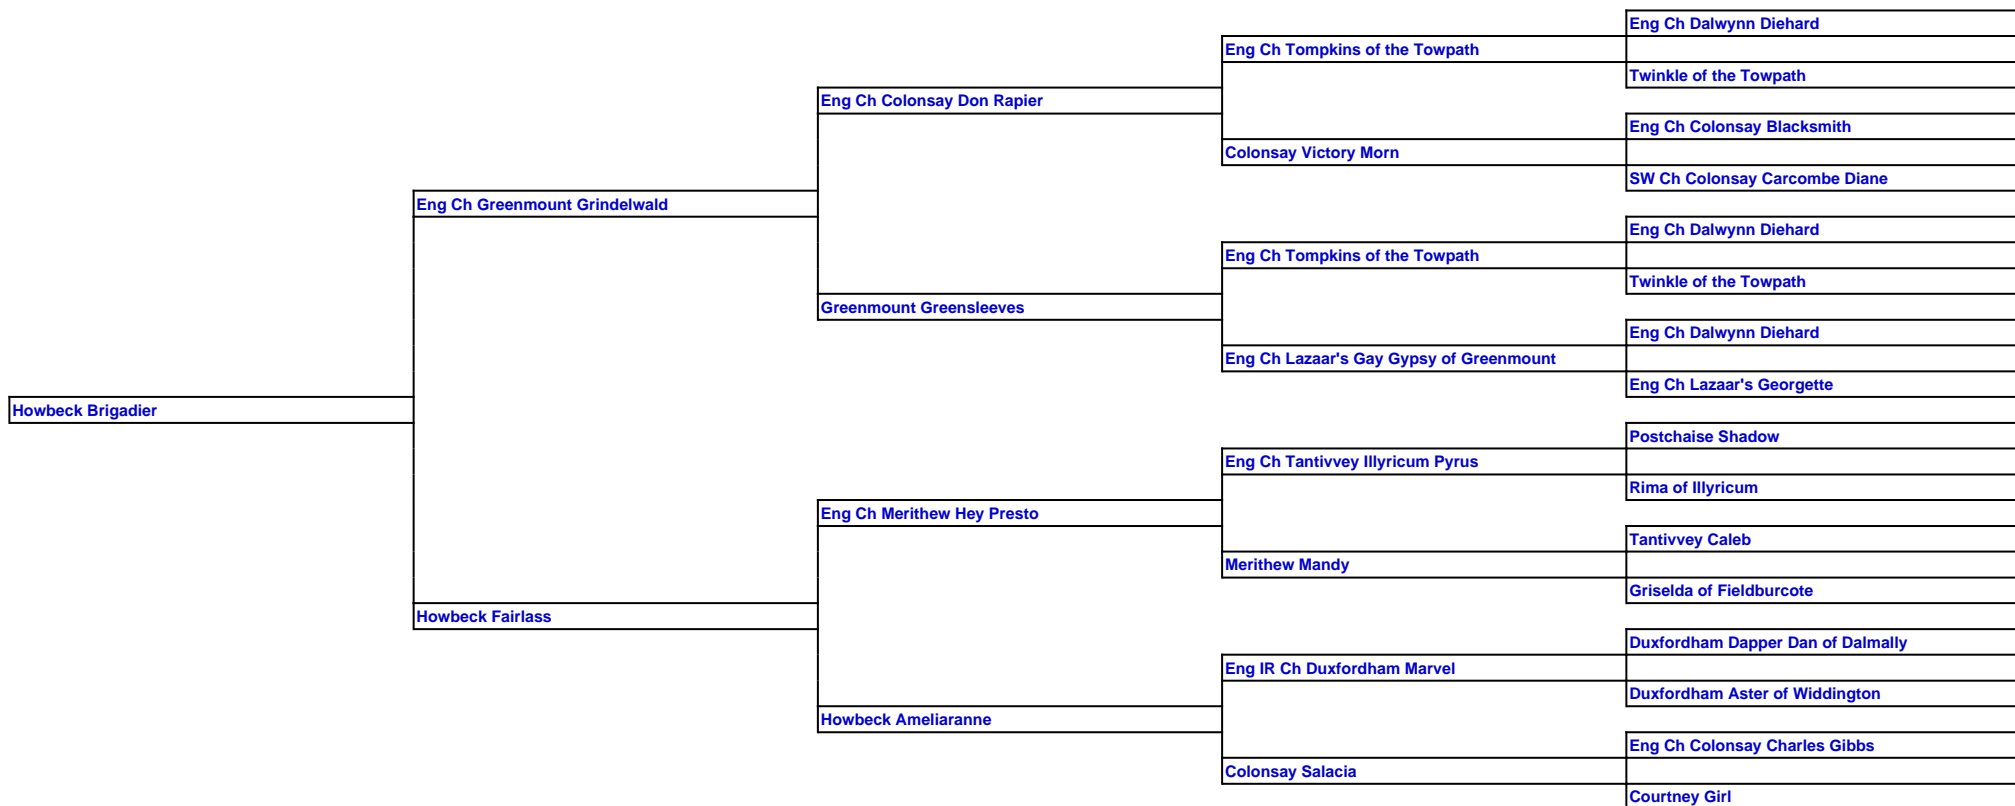 Eng Ch Dalwynn Diehard
Eng Ch Tompkins of the Towpath
Twinkle of the Towpath
Eng Ch Colonsay Don Rapier
Eng Ch Colonsay Blacksmith
Colonsay Victory Morn
SW Ch Colonsay Carcombe Diane
Eng Ch Greenmount Grindelwald
Eng Ch Dalwynn Diehard
Eng Ch Tompkins of the Towpath
Twinkle of the Towpath
Greenmount Greensleeves
Eng Ch Dalwynn Diehard
Eng Ch Lazaar's Gay Gypsy of Greenmount
Eng Ch Lazaar's Georgette
Howbeck Brigadier
Postchaise Shadow
Eng Ch Tantivvey Illyricum Pyrus
Rima of Illyricum
Eng Ch Merithew Hey Presto
Tantivvey Caleb
Merithew Mandy
Griselda of Fieldburcote
Howbeck Fairlass
Duxfordham Dapper Dan of Dalmally
Eng IR Ch Duxfordham Marvel
Duxfordham Aster of Widdington
Howbeck Ameliaranne
Eng Ch Colonsay Charles Gibbs
Colonsay Salacia
Courtney Girl